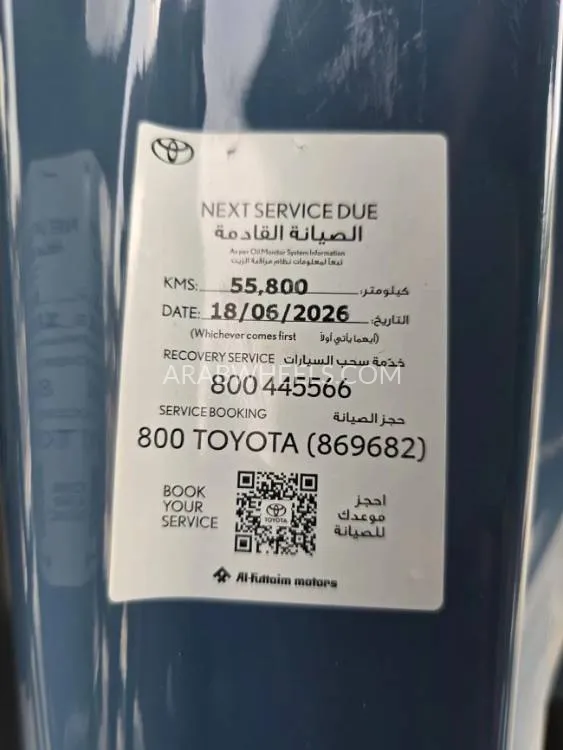 NEXT SERVICE DUE
الصيانة القادمة
As per Oil Monitor System Information
تبعاً لمعلومات نظام مراقبة الزيت
KMS: 55,800 كيلومتر:
DATE: 18/06/2026 التاريخ:
(Whichever comes first أيهما يأتي أولاً)
RECOVERY SERVICE خدمة سحب السيارات
ARABWHEELS.COM
800 445566
SERVICE BOOKING حجز الصيانة
800 TOYOTA (869682)
BOOK YOUR SERVICE
احجز موعدك للصيانة
TOYOTA
Al-Futtaim motors